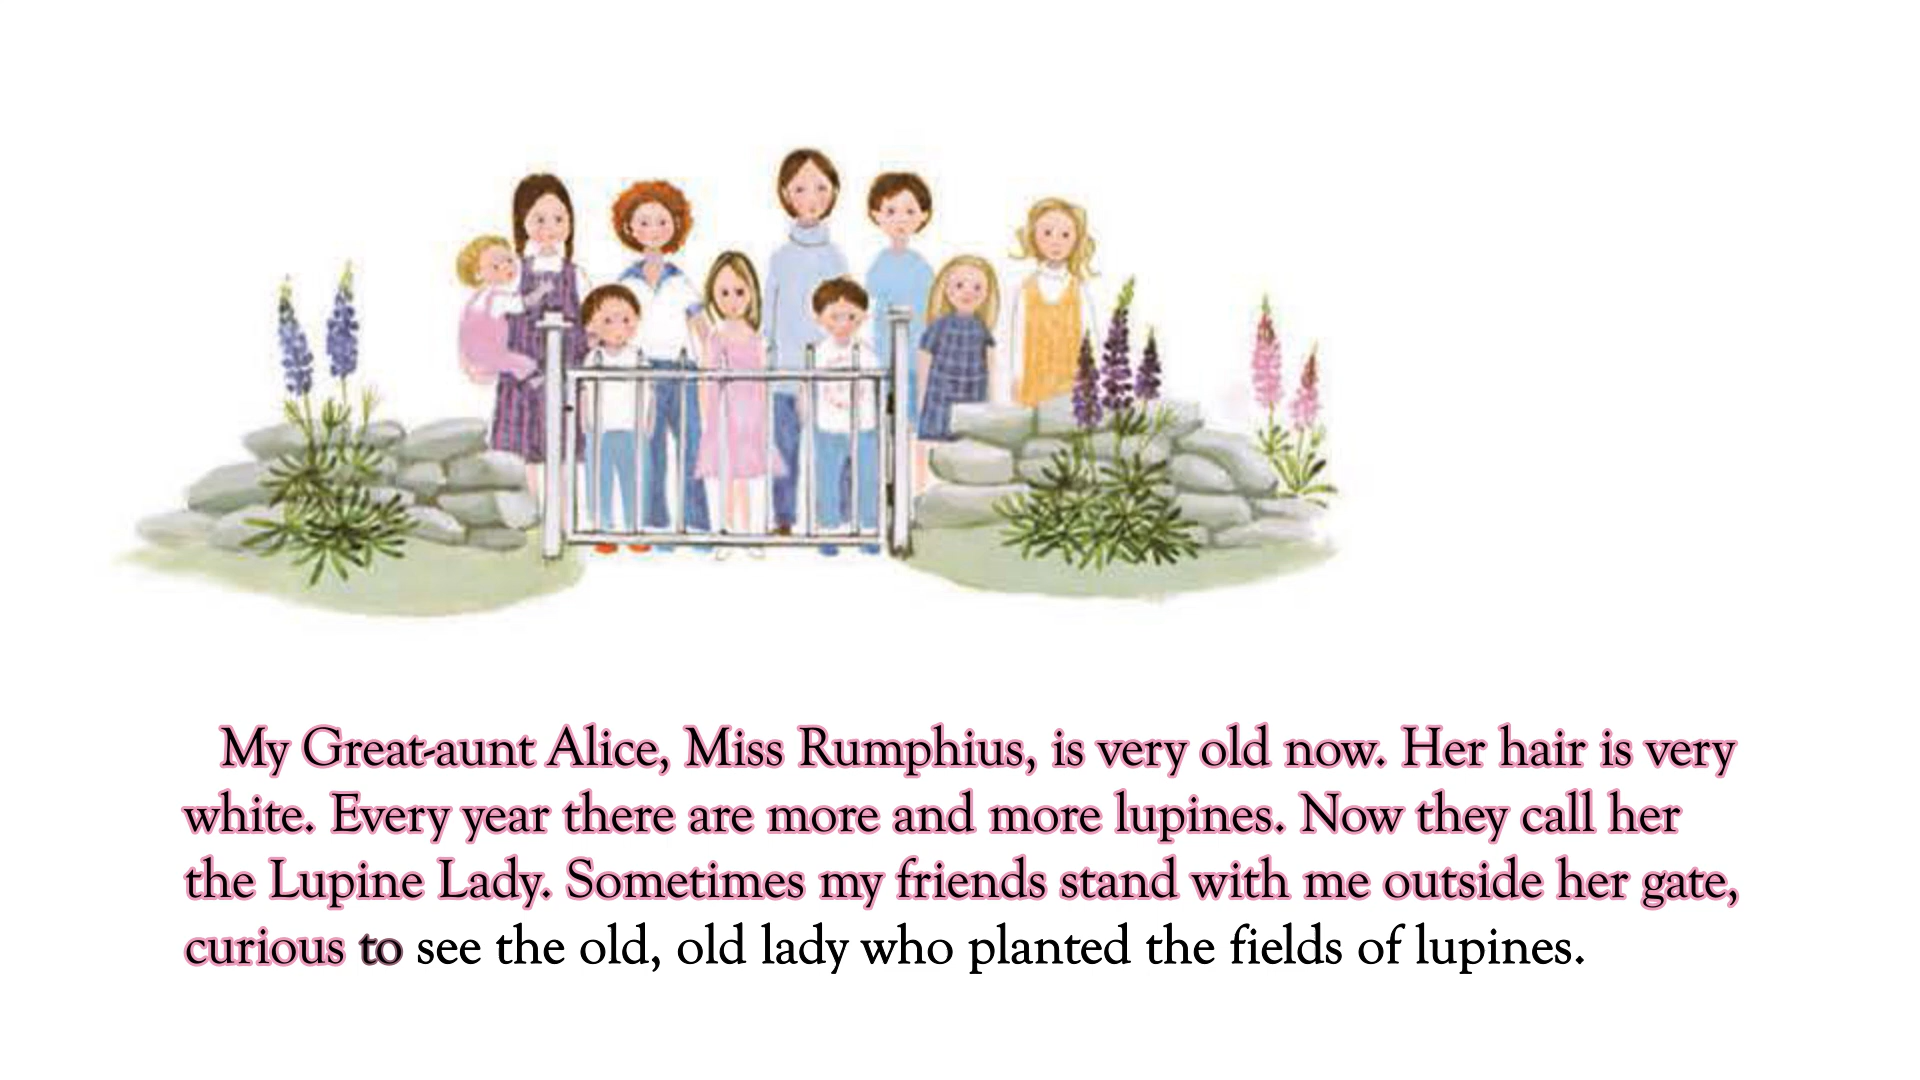 My Great-aunt Alice, Miss Rumphius, is very old now. Her hair is very
white. Every year there are more and more lupines. Now they call her
the Lupine Lady. Sometimes my friends stand with me outside her gate,
curious to see the old, old lady who planted the fields of lupines.